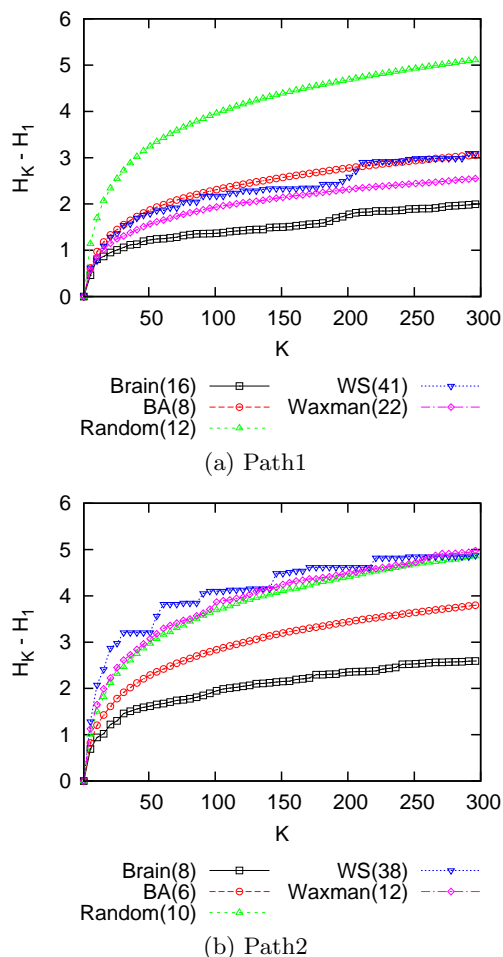 6
5
4
3
2
1
0
H_K - H_1
50 100 150 200 250 300
K
Brain(16) WS(41)
BA(8) Waxman(22)
Random(12)
(a) Path1
6
5
4
3
2
1
0
H_K - H_1
50 100 150 200 250 300
K
Brain(8) WS(38)
BA(6) Waxman(12)
Random(10)
(b) Path2